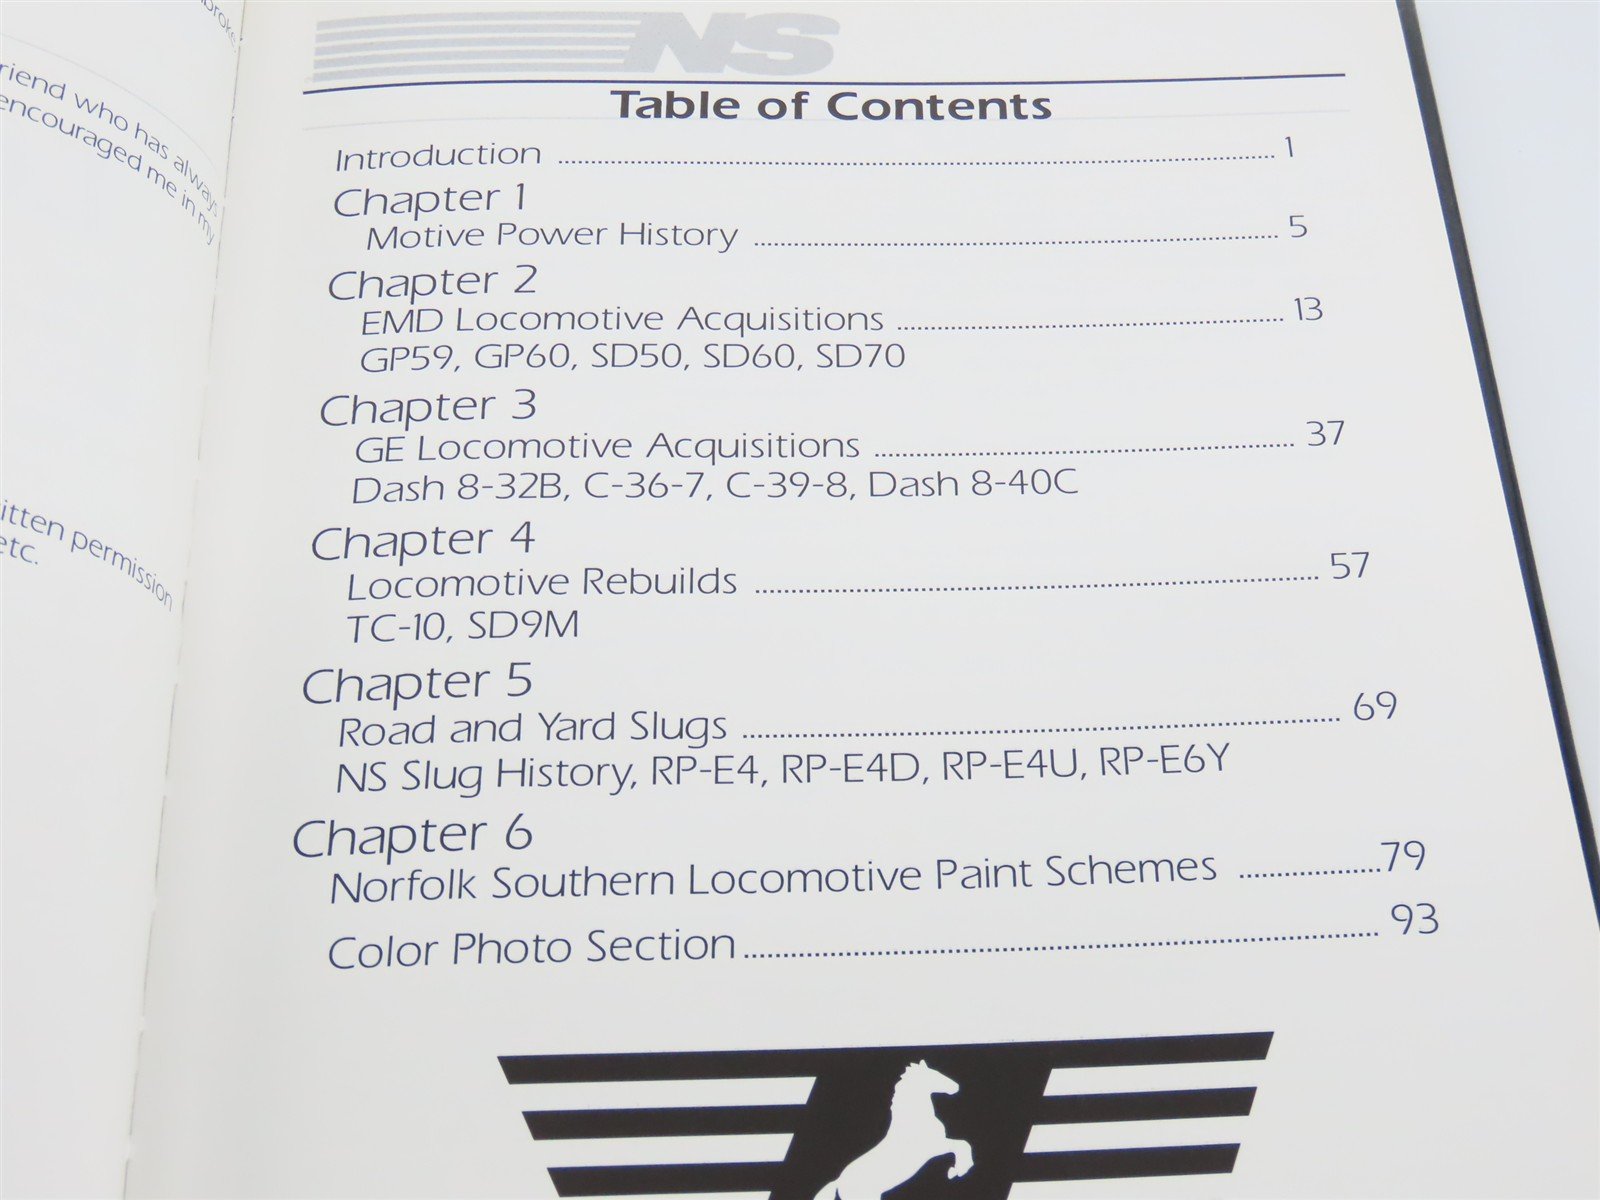 riend who has always
encouraged me in my
itten permission
etc.
NS
Table of Contents
Introduction ........ 1
Chapter 1
Motive Power History ........ 5
Chapter 2
EMD Locomotive Acquisitions ........ 13
GP59, GP60, SD50, SD60, SD70
Chapter 3
GE Locomotive Acquisitions ........ 37
Dash 8-32B, C-36-7, C-39-8, Dash 8-40C
Chapter 4
Locomotive Rebuilds ........ 57
TC-10, SD9M
Chapter 5
Road and Yard Slugs ........ 69
NS Slug History, RP-E4, RP-E4D, RP-E4U, RP-E6Y
Chapter 6
Norfolk Southern Locomotive Paint Schemes ........ 79
Color Photo Section ........ 93